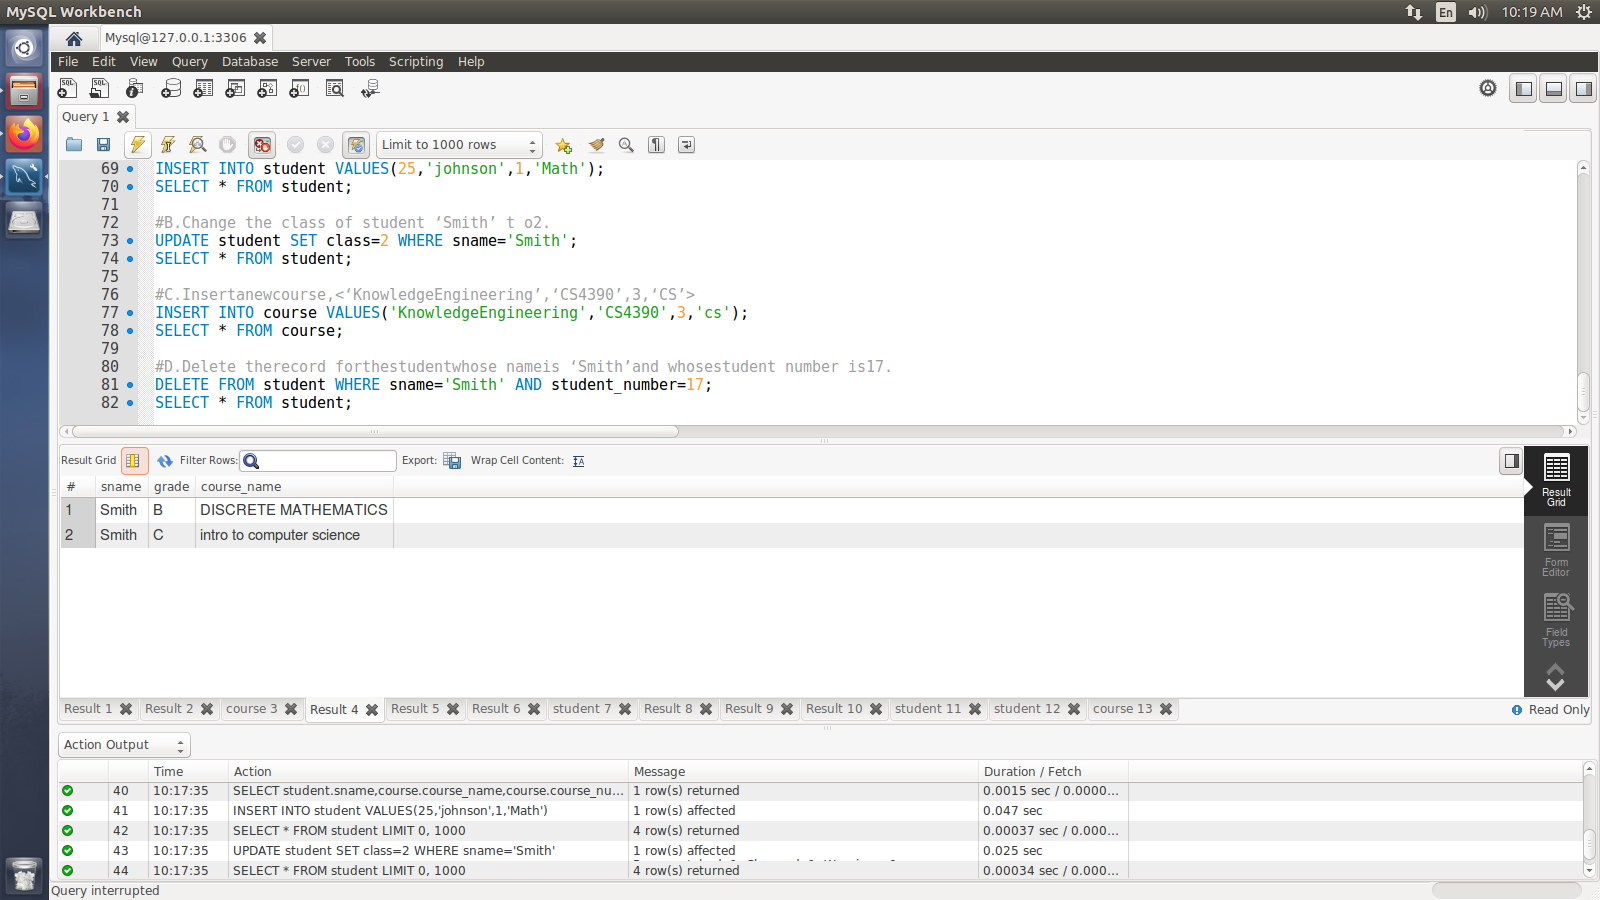 MySQL Workbench
En
10:19 AM
Mysql@127.0.0.1:3306
File Edit View Query Database Server Tools Scripting Help
Query 1
Limit to 1000 rows
69 INSERT INTO student VALUES(25,'johnson',1,'Math');
70 SELECT * FROM student;
71
72 #B.Change the class of student ‘Smith’ t o2.
73 UPDATE student SET class=2 WHERE sname='Smith';
74 SELECT * FROM student;
75
76 #C.Insertanewcourse,<‘KnowledgeEngineering’,‘CS4390’,3,‘CS’>
77 INSERT INTO course VALUES('KnowledgeEngineering','CS4390',3,'cs');
78 SELECT * FROM course;
79
80 #D.Delete therecord forthestudentwhose nameis ‘Smith’and whosestudent number is17.
81 DELETE FROM student WHERE sname='Smith' AND student_number=17;
82 SELECT * FROM student;
Result Grid Filter Rows: Export: Wrap Cell Content:
# sname grade course_name
1 Smith B DISCRETE MATHEMATICS
2 Smith C intro to computer science
Result Grid
Form Editor
Field Types
Result 1 Result 2 course 3 Result 4 Result 5 Result 6 student 7 Result 8 Result 9 Result 10 student 11 student 12 course 13 Read Only
Action Output
Time Action Message Duration / Fetch
40 10:17:35 SELECT student.sname,course.course_name,course.course_nu... 1 row(s) returned 0.0015 sec / 0.0000...
41 10:17:35 INSERT INTO student VALUES(25,'johnson',1,'Math') 1 row(s) affected 0.047 sec
42 10:17:35 SELECT * FROM student LIMIT 0, 1000 4 row(s) returned 0.00037 sec / 0.000...
43 10:17:35 UPDATE student SET class=2 WHERE sname='Smith' 1 row(s) affected 0.025 sec
44 10:17:35 SELECT * FROM student LIMIT 0, 1000 4 row(s) returned 0.00034 sec / 0.000...
Query interrupted